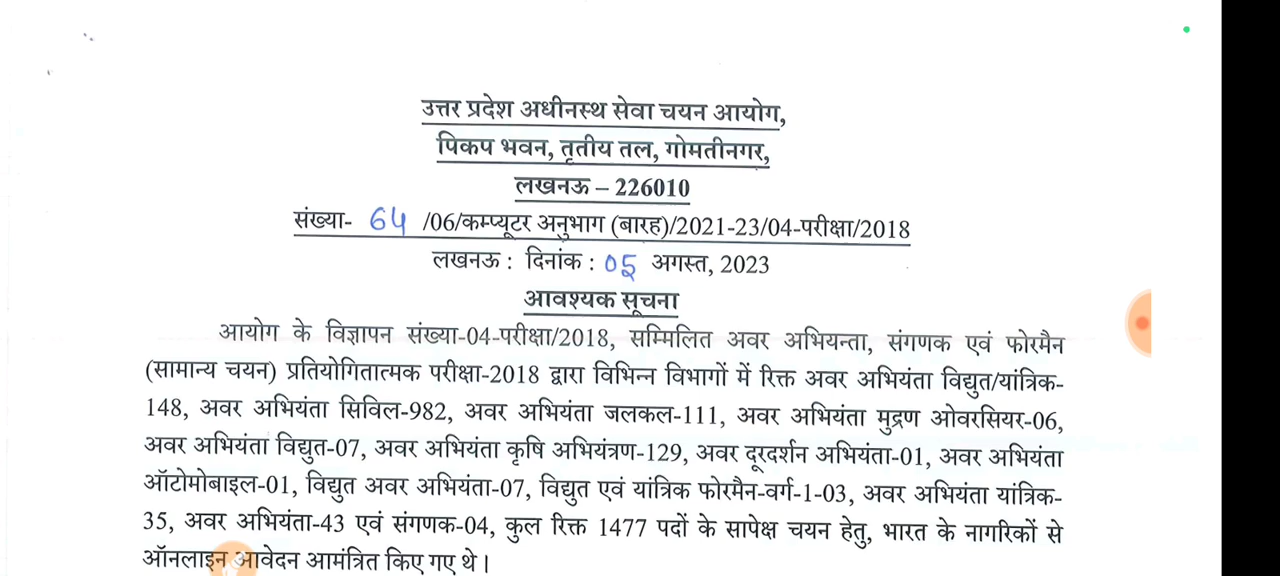 उत्तर प्रदेश अधीनस्थ सेवा चयन आयोग,
पिकप भवन, तृतीय तल, गोमतीनगर,
लखनऊ – 226010
संख्या- 64 /06/कम्प्यूटर अनुभाग (बारह)/2021-23/04-परीक्षा/2018
लखनऊ : दिनांक : 05 अगस्त, 2023
आवश्यक सूचना
आयोग के विज्ञापन संख्या-04-परीक्षा/2018, सम्मिलित अवर अभियन्ता, संगणक एवं फोरमैन
(सामान्य चयन) प्रतियोगितात्मक परीक्षा-2018 द्वारा विभिन्न विभागों में रिक्त अवर अभियंता विद्युत/यांत्रिक-
148, अवर अभियंता सिविल-982, अवर अभियंता जलकल-111, अवर अभियंता मुद्रण ओवरसियर-06,
अवर अभियंता विद्युत-07, अवर अभियंता कृषि अभियंत्रण-129, अवर दूरदर्शन अभियंता-01, अवर अभियंता
ऑटोमोबाइल-01, विद्युत अवर अभियंता-07, विद्युत एवं यांत्रिक फोरमैन-वर्ग-1-03, अवर अभियंता यांत्रिक-
35, अवर अभियंता-43 एवं संगणक-04, कुल रिक्त 1477 पदों के सापेक्ष चयन हेतु, भारत के नागरिकों से
ऑनलाइन आवेदन आमंत्रित किए गए थे।